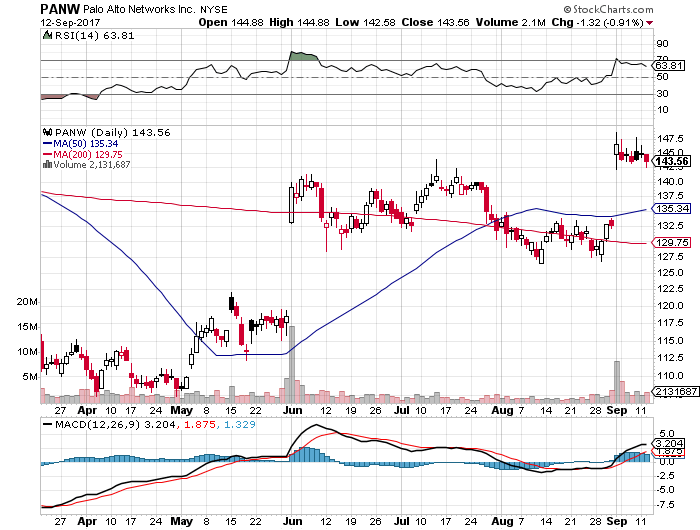 PANW Palo Alto Networks Inc. NYSE © StockCharts.com
12-Sep-2017 Open 144.88 High 144.88 Low 142.58 Close 143.56 Volume 2.1M Chg -1.32 (-0.91%)
RSI(14) 63.81
90
70
63.81
50
30
10
PANW (Daily) 143.56
MA(50) 135.34
MA(200) 129.75
Volume 2,131,687
147.5
145.0
143.56
140.0
137.5
135.34
132.5
129.75
127.5
125.0
122.5
120.0
117.5
115.0
112.5
110.0
2131687
20M
15M
10M
5M
27 Apr 10 17 24 May 8 15 22 Jun 12 19 26 Jul 10 17 24 Aug 7 14 21 28 Sep 11
MACD(12,26,9) 3.204, 1.875, 1.329
5.0
3.204
1.875
0.0
-2.5
-5.0
-7.5
27 Apr 10 17 24 May 8 15 22 Jun 12 19 26 Jul 10 17 24 Aug 7 14 21 28 Sep 11